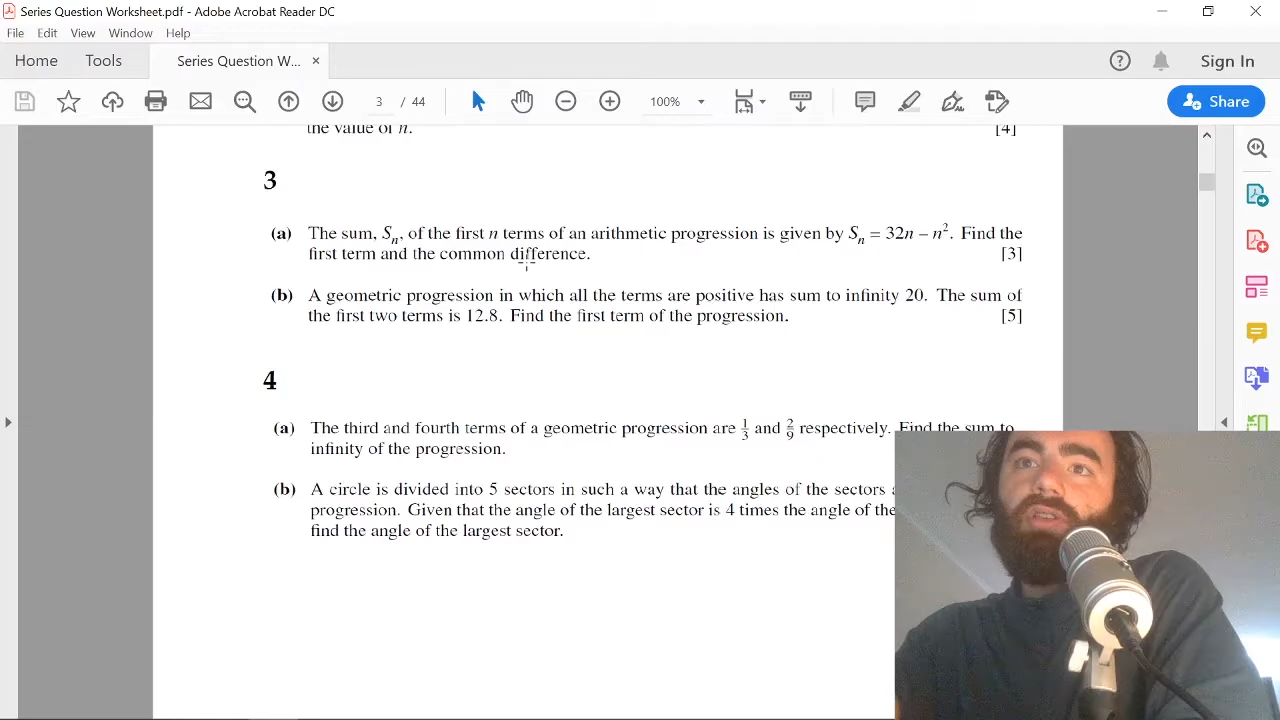 Series Question Worksheet.pdf - Adobe Acrobat Reader DC
File Edit View Window Help
Home Tools Series Question W... × Sign In
3 / 44 100% Share
the value of n. [4]
3
(a) The sum, Sₙ, of the first n terms of an arithmetic progression is given by Sₙ = 32n – n². Find the
first term and the common difference. [3]
(b) A geometric progression in which all the terms are positive has sum to infinity 20. The sum of
the first two terms is 12.8. Find the first term of the progression. [5]
4
(a) The third and fourth terms of a geometric progression are 1/3 and 2/9 respectively. Find the sum to
infinity of the progression.
(b) A circle is divided into 5 sectors in such a way that the angles of the sectors
progression. Given that the angle of the largest sector is 4 times the angle of the
find the angle of the largest sector.